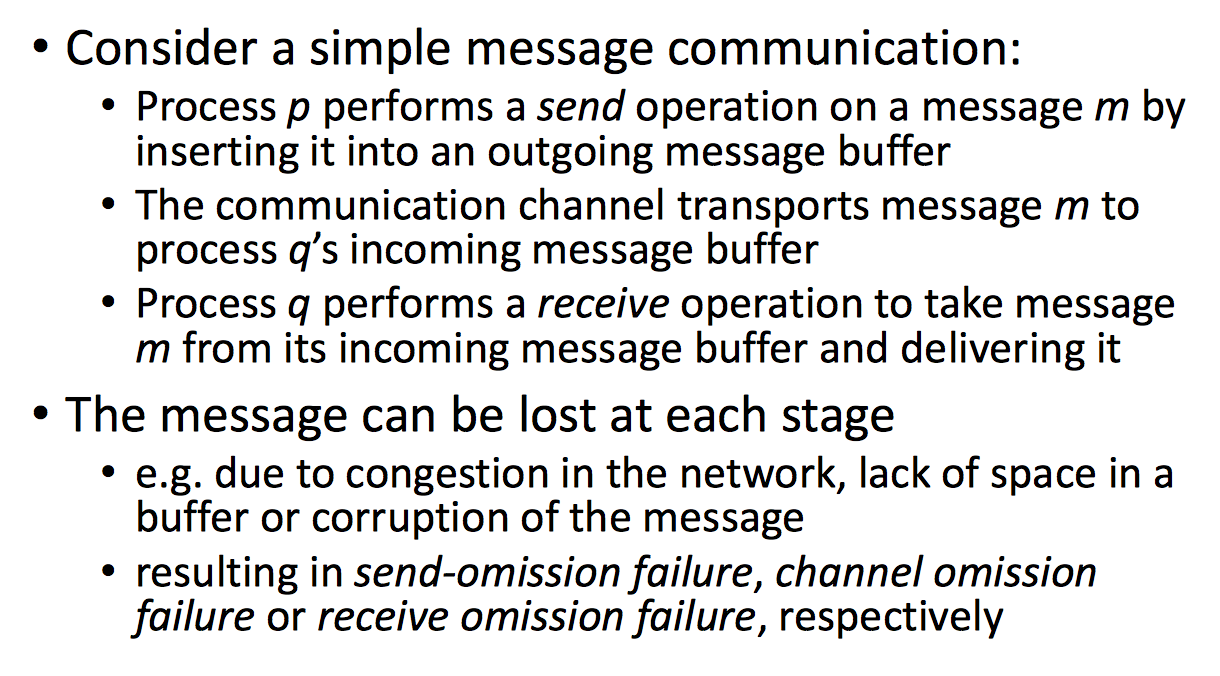 • Consider a simple message communication:
• Process p performs a send operation on a message m by
inserting it into an outgoing message buffer
• The communication channel transports message m to
process q’s incoming message buffer
• Process q performs a receive operation to take message
m from its incoming message buffer and delivering it
• The message can be lost at each stage
• e.g. due to congestion in the network, lack of space in a
buffer or corruption of the message
• resulting in send-omission failure, channel omission
failure or receive omission failure, respectively